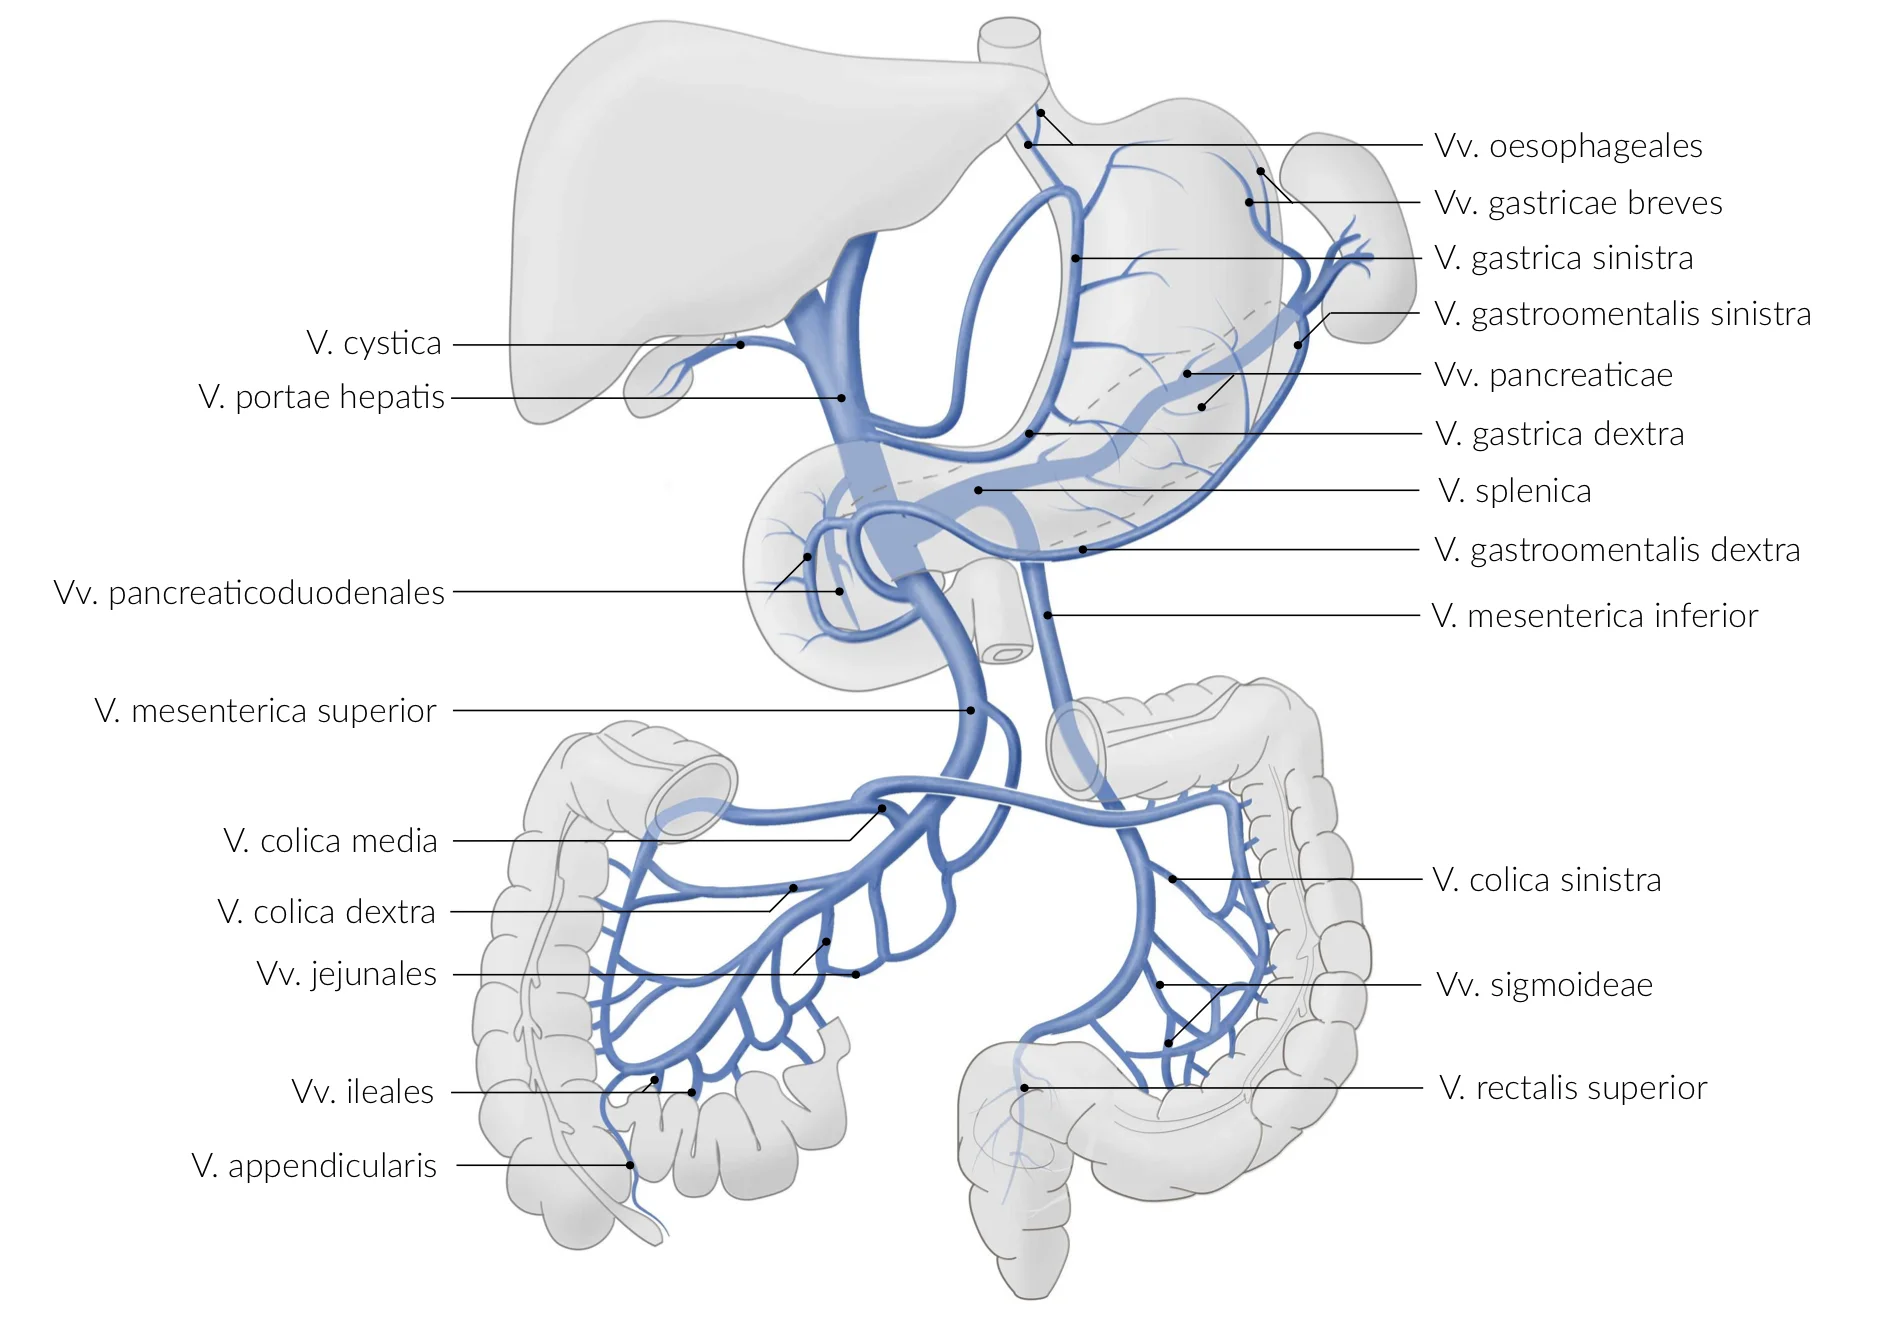 V. cystica
V. portae hepatis
Vv. pancreaticoduodenales
V. mesenterica superior
V. colica media
V. colica dextra
Vv. jejunales
Vv. ileales
V. appendicularis
Vv. oesophageales
Vv. gastricae breves
V. gastrica sinistra
V. gastroomentalis sinistra
Vv. pancreaticae
V. gastrica dextra
V. splenica
V. gastroomentalis dextra
V. mesenterica inferior
V. colica sinistra
Vv. sigmoideae
V. rectalis superior